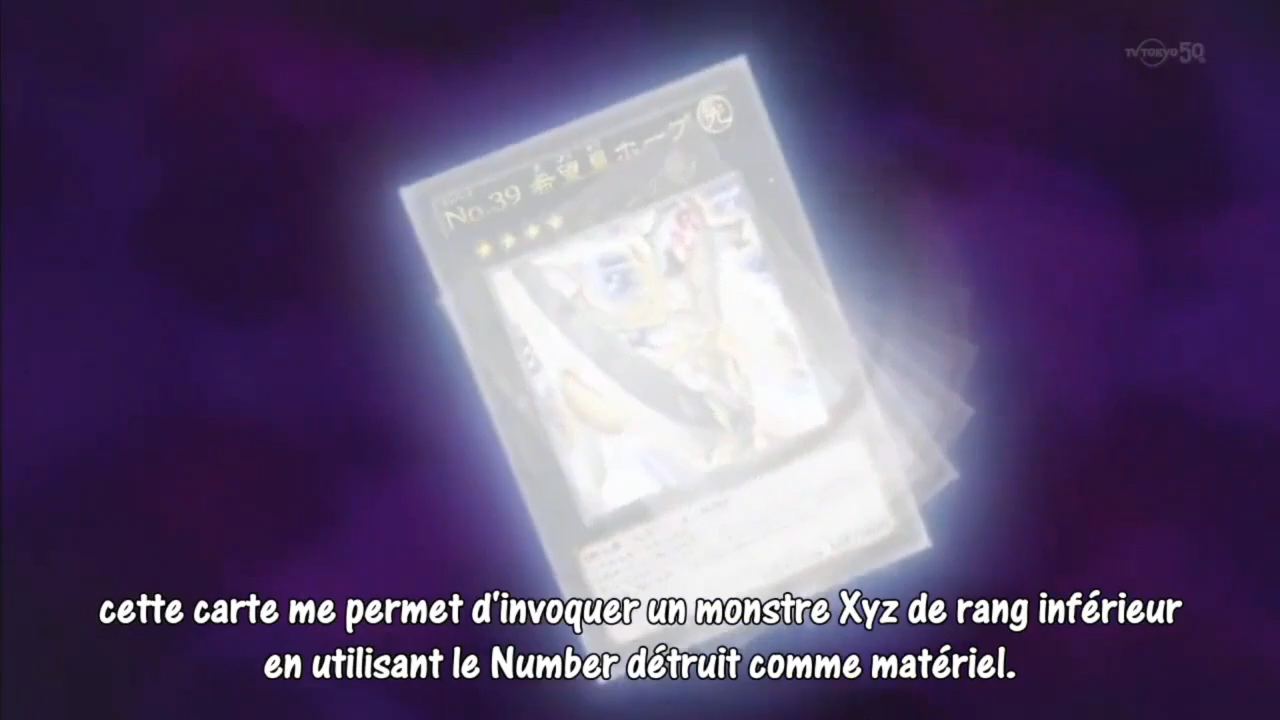 TV TOKYO 50
No.39 希望皇ホープ
光
cette carte me permet d'invoquer un monstre Xyz de rang inférieur
en utilisant le Number détruit comme matériel.